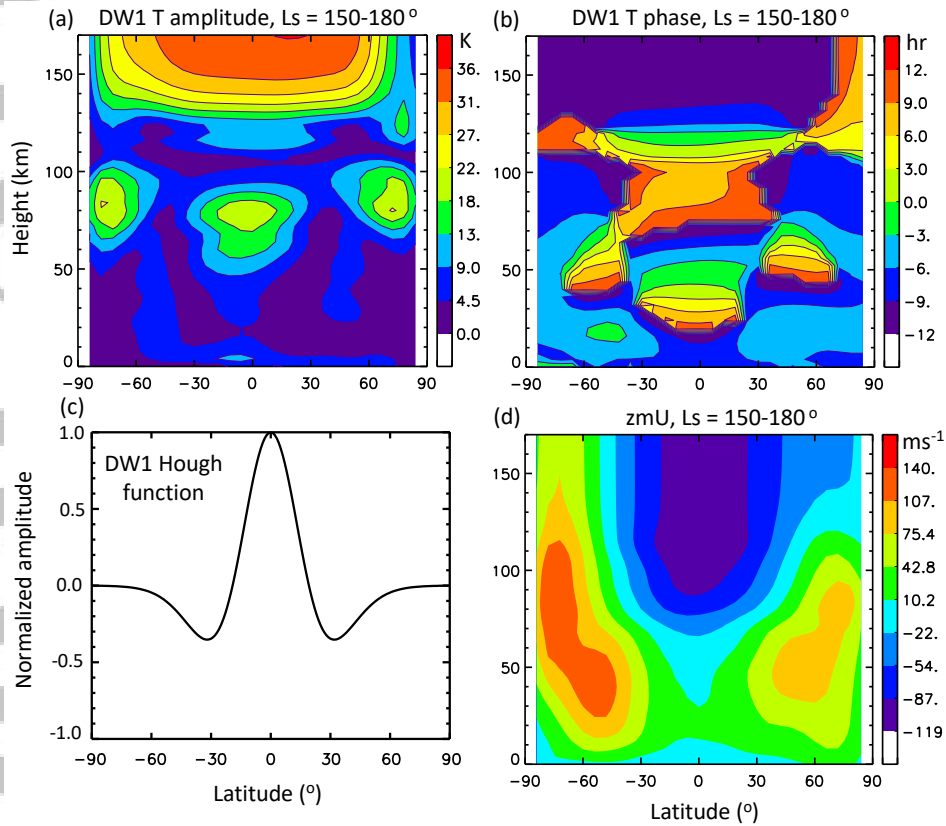 (a) DW1 T amplitude, Ls = 150-180 o
(b) DW1 T phase, Ls = 150-180 o
K
36.
31.
27.
22.
18.
13.
9.0
4.5
0.0
hr
12.
9.0
6.0
3.0
0.0
-3.
-6.
-9.
-12
Height (km)
150
100
50
0
-90 -60 -30 0 30 60 90
150
100
50
0
-90 -60 -30 0 30 60 90
(c)
DW1 Hough
function
Normalized amplitude
1.0
0.5
0.0
-0.5
-1.0
-90 -60 -30 0 30 60 90
Latitude (o)
(d) zmU, Ls = 150-180 o
150
100
50
0
-90 -60 -30 0 30 60 90
Latitude (o)
ms-1
140.
107.
75.4
42.8
10.2
-22.
-54.
-87.
-119